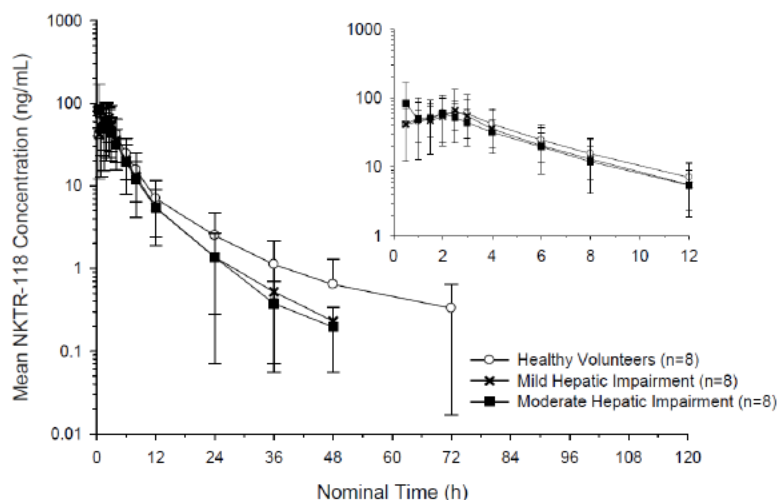 Mean NKTR-118 Concentration (ng/mL)
1000
100
10
1
0.1
0.01
0 12 24 36 48 60 72 84 96 108 120
Nominal Time (h)
1000
100
10
1
0 2 4 6 8 10 12
Healthy Volunteers (n=8)
Mild Hepatic Impairment (n=8)
Moderate Hepatic Impairment (n=8)